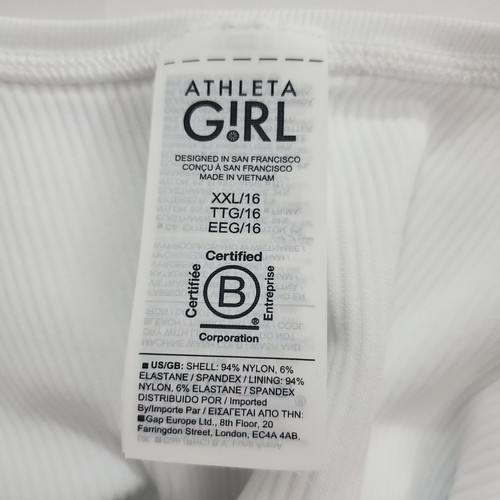 ATHLETA
G!RL
DESIGNED IN SAN FRANCISCO
CONÇU À SAN FRANCISCO
MADE IN VIETNAM
XXL/16
TTG/16
EEG/16
Certified
Certifiée
B
Entreprise
®
Corporation
■ US/GB: SHELL: 94% NYLON, 6%
ELASTANE / SPANDEX / LINING: 94%
NYLON, 6% ELASTANE / SPANDEX
DISTRIBUIDO POR / Imported
By/Importe Par / ΕΙΣΑΓΕΤΑΙ ΑΠΟ ΤΗΝ:
■Gap Europe Ltd., 8th Floor, 20
Farringdon Street, London, EC4A 4AB.